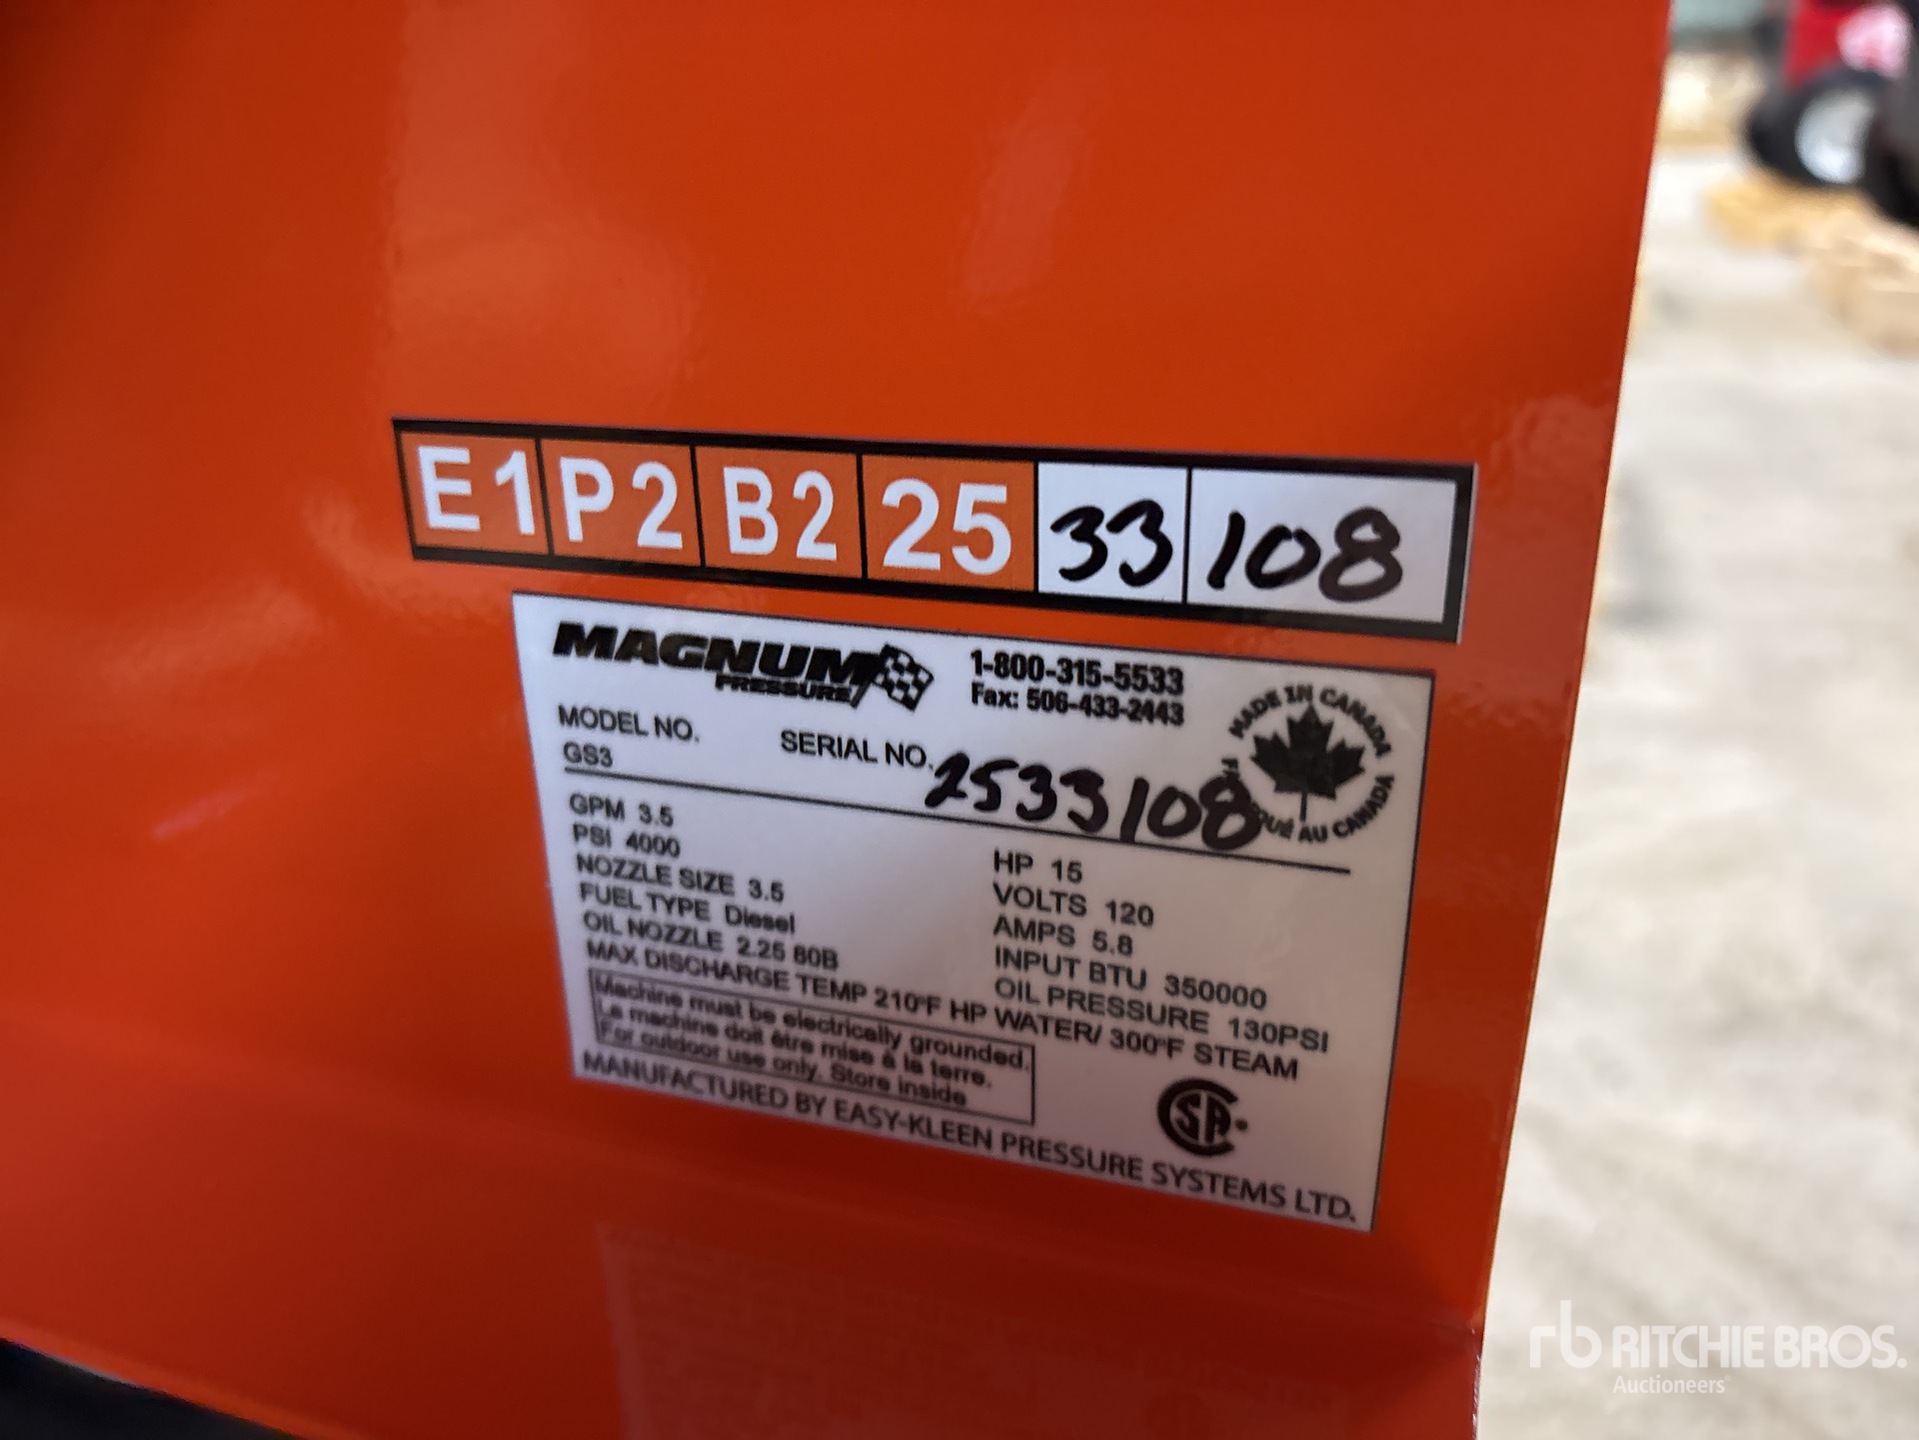 E1 P2 B2 25 33 108
MAGNUM
PRESSURE
1-800-315-5533
Fax: 506-433-2443
MADE IN CANADA
AU CANADA
MODEL NO.
GS3
SERIAL NO. 2533108
GPM 3.5
PSI 4000
NOZZLE SIZE 3.5
FUEL TYPE Diesel
OIL NOZZLE 2.25 80B
HP 15
VOLTS 120
AMPS 5.8
INPUT BTU 350000
OIL PRESSURE 130PSI
MAX DISCHARGE TEMP 210°F HP WATER/ 300°F STEAM
Machine must be electrically grounded.
La machine doit être mise à la terre.
For outdoor use only. Store inside
MANUFACTURED BY EASY-KLEEN PRESSURE SYSTEMS LTD.
rb RITCHIE BROS.
Auctioneers